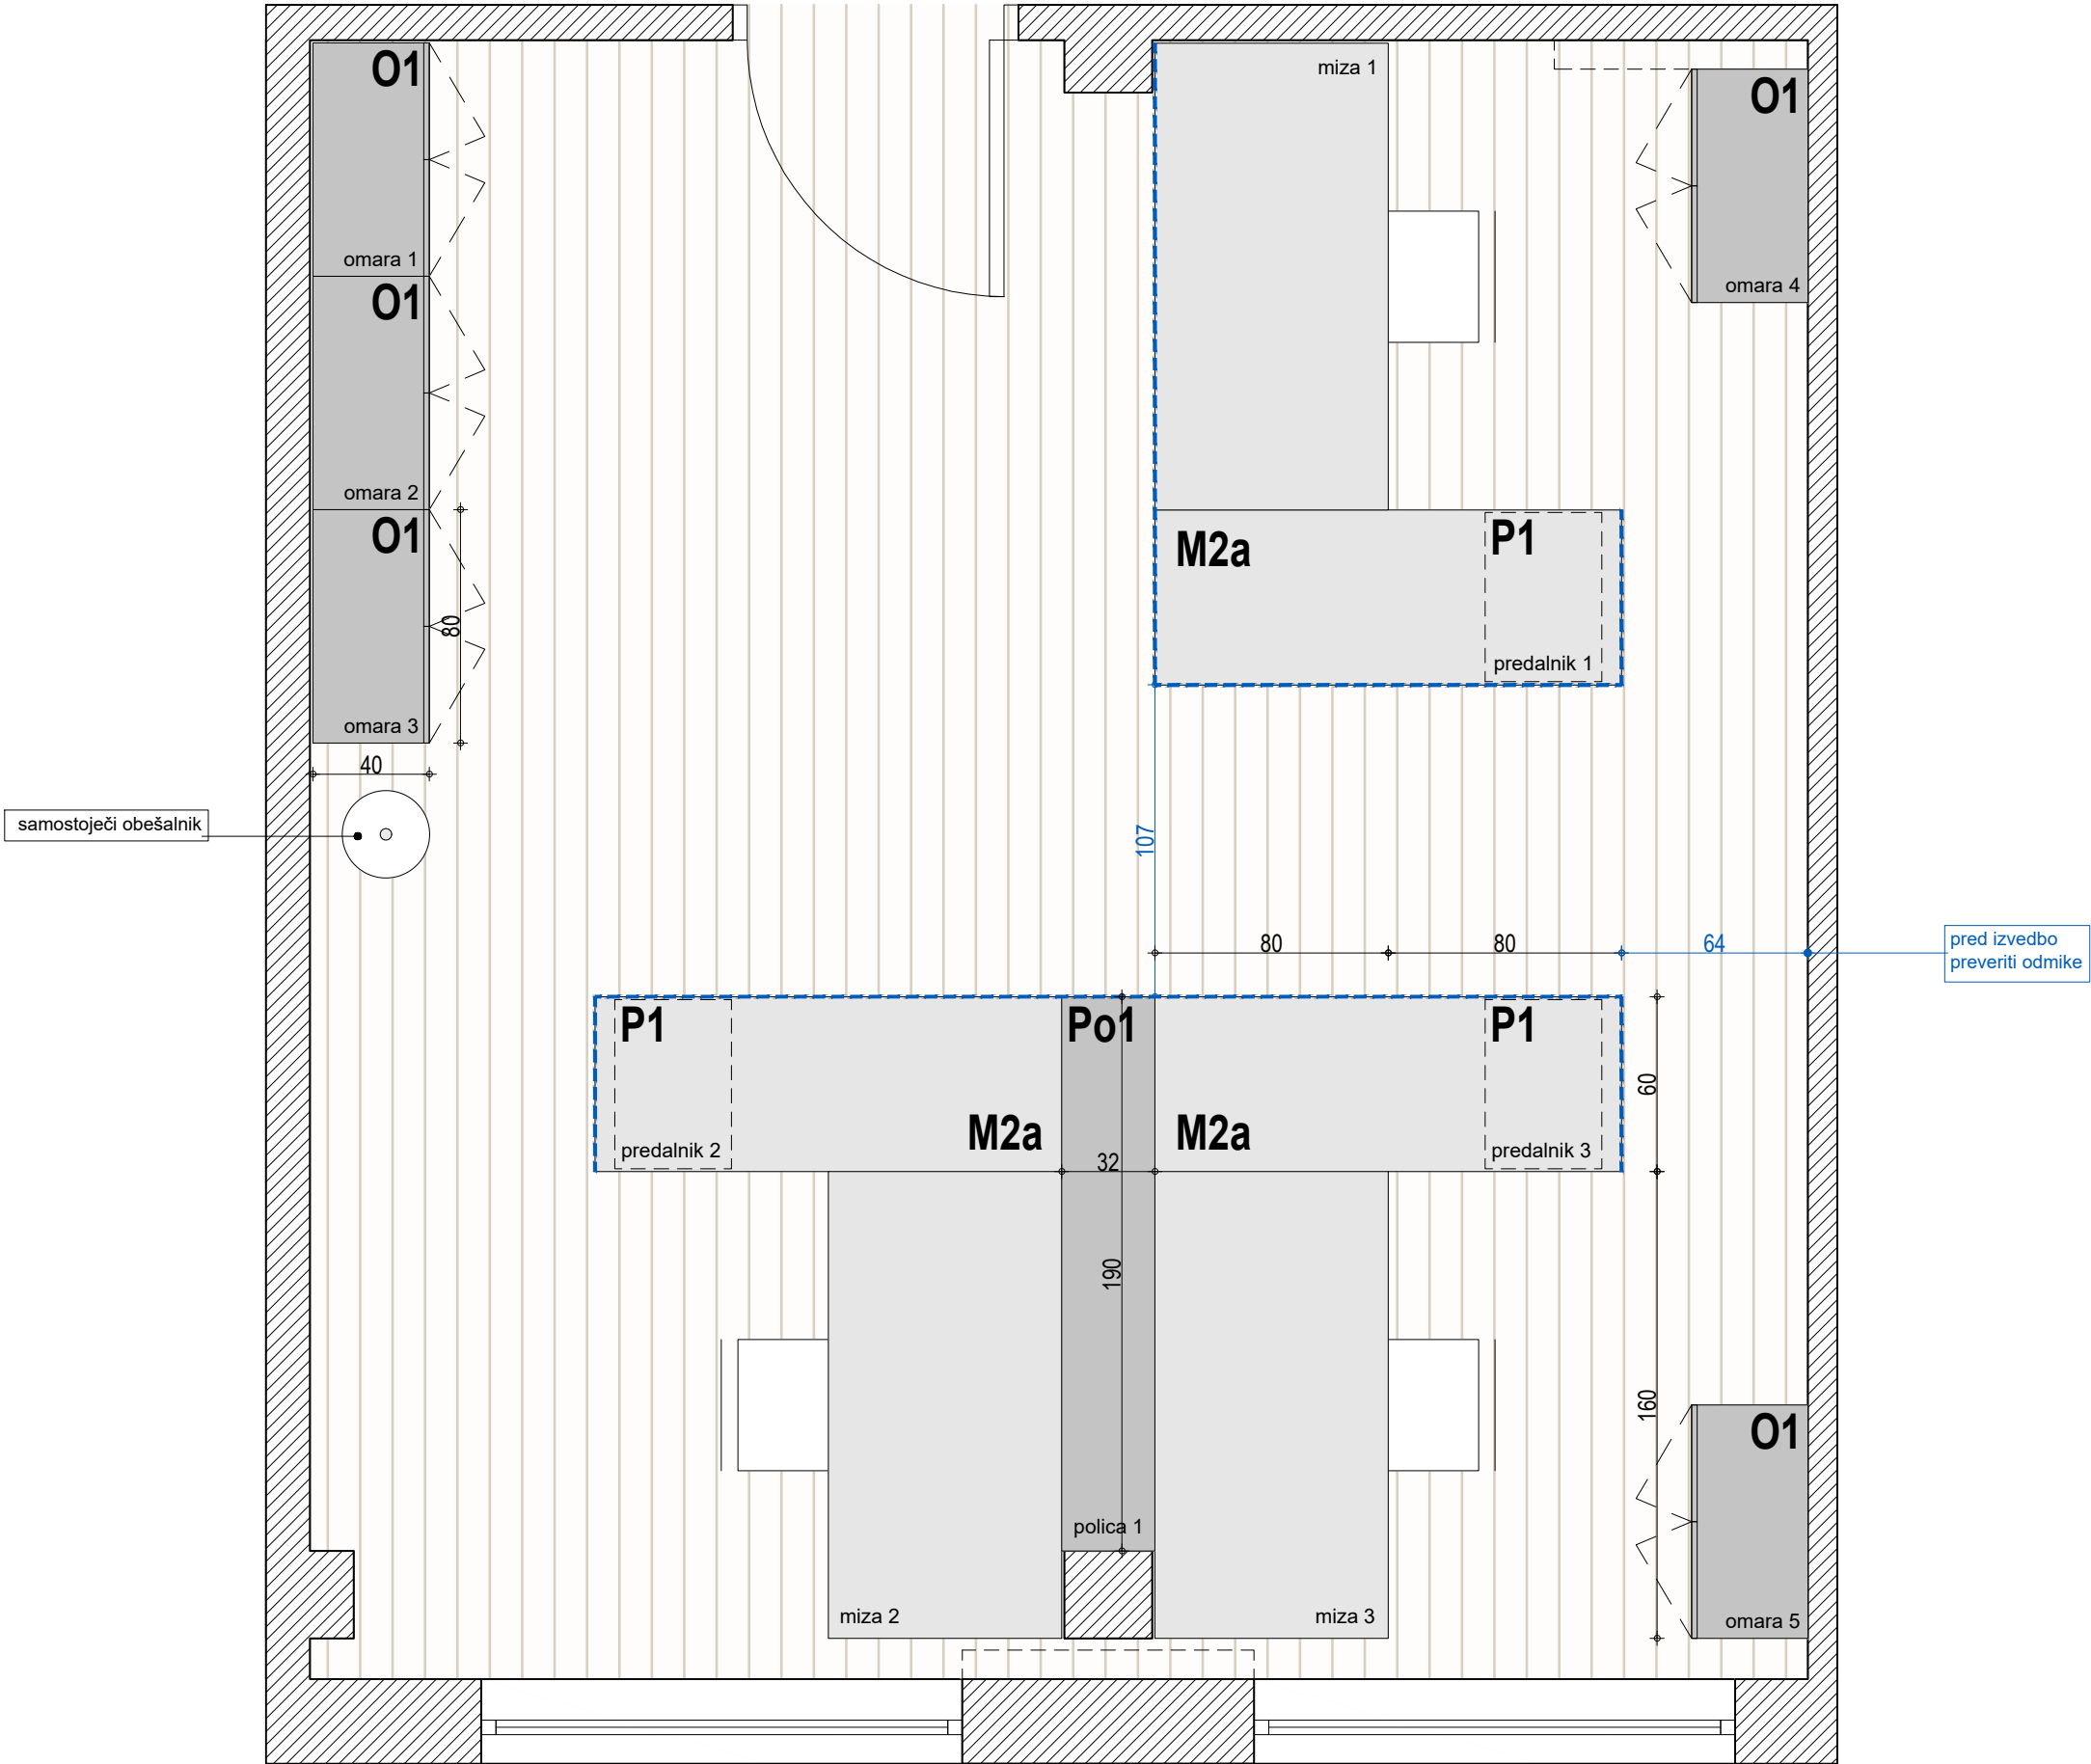 O1
miza 1
O1
omara 1
omara 4
O1
omara 2
O1
M2a
P1
80
predalnik 1
omara 3
40
samostoječi obešalnik
107
80
80
64
pred izvedbo
preveriti odmike
P1
Po1
P1
60
M2a
M2a
predalnik 2
predalnik 3
32
190
160
O1
polica 1
miza 2
miza 3
omara 5